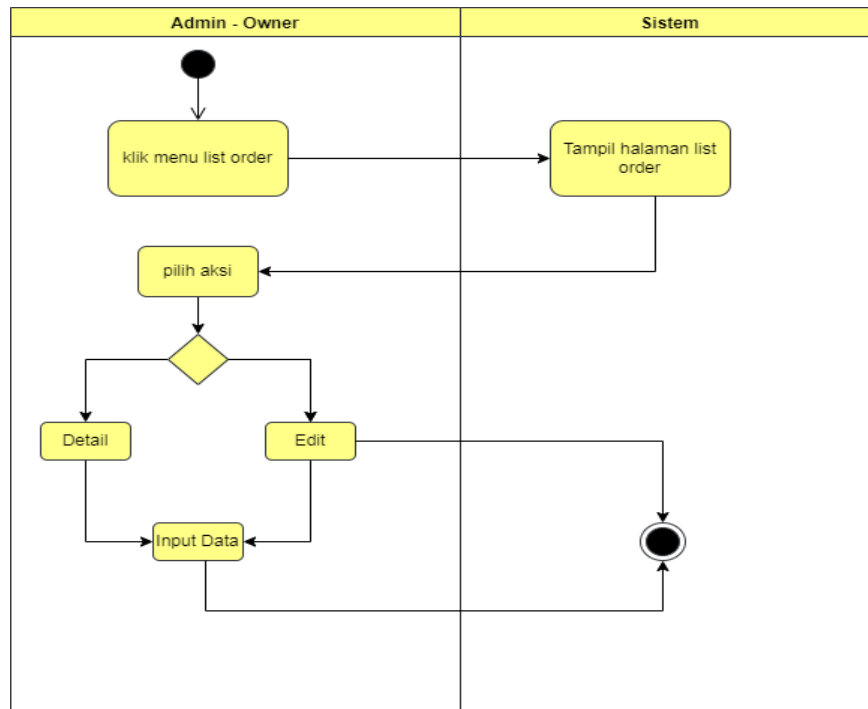 Admin - Owner
Sistem
klik menu list order
Tampil halaman list
order
pilih aksi
Detail
Edit
Input Data